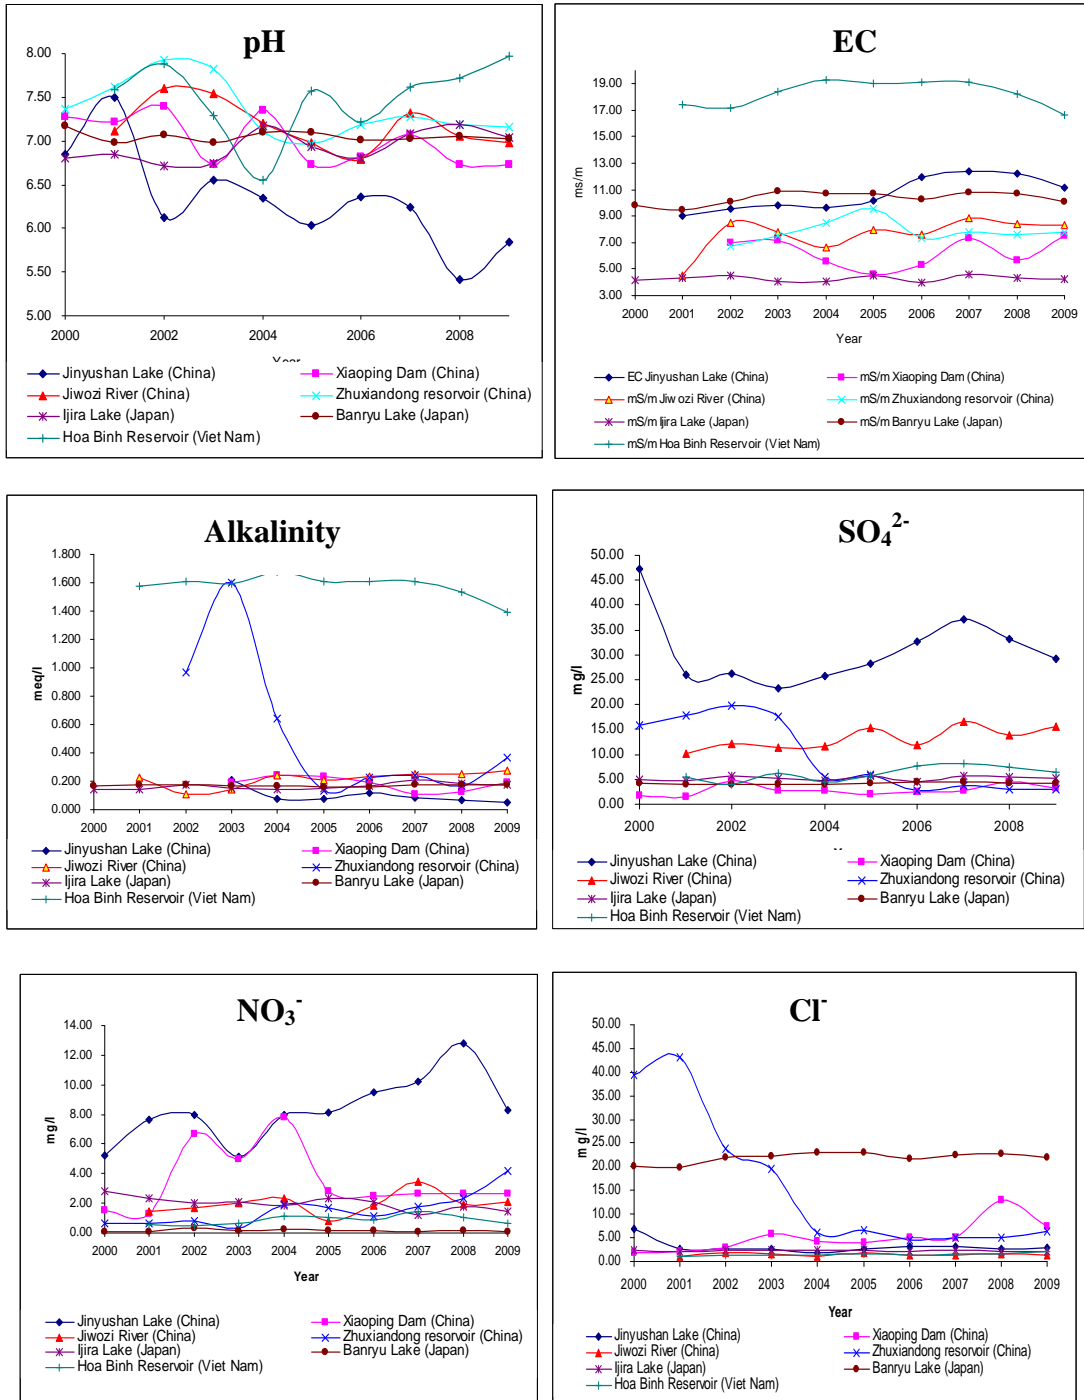 pH
8.00
7.50
7.00
6.50
6.00
5.50
5.00
2000 2002 2004 2006 2008
Year
Jinyushan Lake (China) Xiaoping Dam (China)
Jiwozi River (China) Zhuxiandong resorvoir (China)
Ijira Lake (Japan) Banryu Lake (Japan)
Hoa Binh Reservoir (Viet Nam)
EC
ms/m
19.00
17.00
15.00
13.00
11.00
9.00
7.00
5.00
3.00
2000 2001 2002 2003 2004 2005 2006 2007 2008 2009
Year
EC Jinyushan Lake (China) mS/m Xiaoping Dam (China)
mS/m Jiwozi River (China) mS/m Zhuxiandong resorvoir (China)
mS/m Ijira Lake (Japan) mS/m Banryu Lake (Japan)
mS/m Hoa Binh Reservoir (Viet Nam)
Alkalinity
meq/l
1.800
1.600
1.400
1.200
1.000
0.800
0.600
0.400
0.200
0.000
2000 2001 2002 2003 2004 2005 2006 2007 2008 2009
Jinyushan Lake (China) Xiaoping Dam (China)
Jiwozi River (China) Zhuxiandong resorvoir (China)
Ijira Lake (Japan) Banryu Lake (Japan)
Hoa Binh Reservoir (Viet Nam)
SO₄²⁻
mg/l
50.00
45.00
40.00
35.00
30.00
25.00
20.00
15.00
10.00
5.00
0.00
2000 2002 2004 2006 2008
Jinyushan Lake (China) Xiaoping Dam (China)
Jiwozi River (China) Zhuxiandong resorvoir (China)
Ijira Lake (Japan) Banryu Lake (Japan)
Hoa Binh Reservoir (Viet Nam)
NO₃⁻
mg/l
14.00
12.00
10.00
8.00
6.00
4.00
2.00
0.00
2000 2001 2002 2003 2004 2005 2006 2007 2008 2009
Year
Jinyushan Lake (China) Xiaoping Dam (China)
Jiwozi River (China) Zhuxiandong resorvoir (China)
Ijira Lake (Japan) Banryu Lake (Japan)
Hoa Binh Reservoir (Viet Nam)
Cl⁻
mg/l
50.00
45.00
40.00
35.00
30.00
25.00
20.00
15.00
10.00
5.00
0.00
2000 2001 2002 2003 2004 2005 2006 2007 2008 2009
Year
Jinyushan Lake (China) Xiaoping Dam (China)
Jiwozi River (China) Zhuxiandong resorvoir (China)
Ijira Lake (Japan) Banryu Lake (Japan)
Hoa Binh Reservoir (Viet Nam)